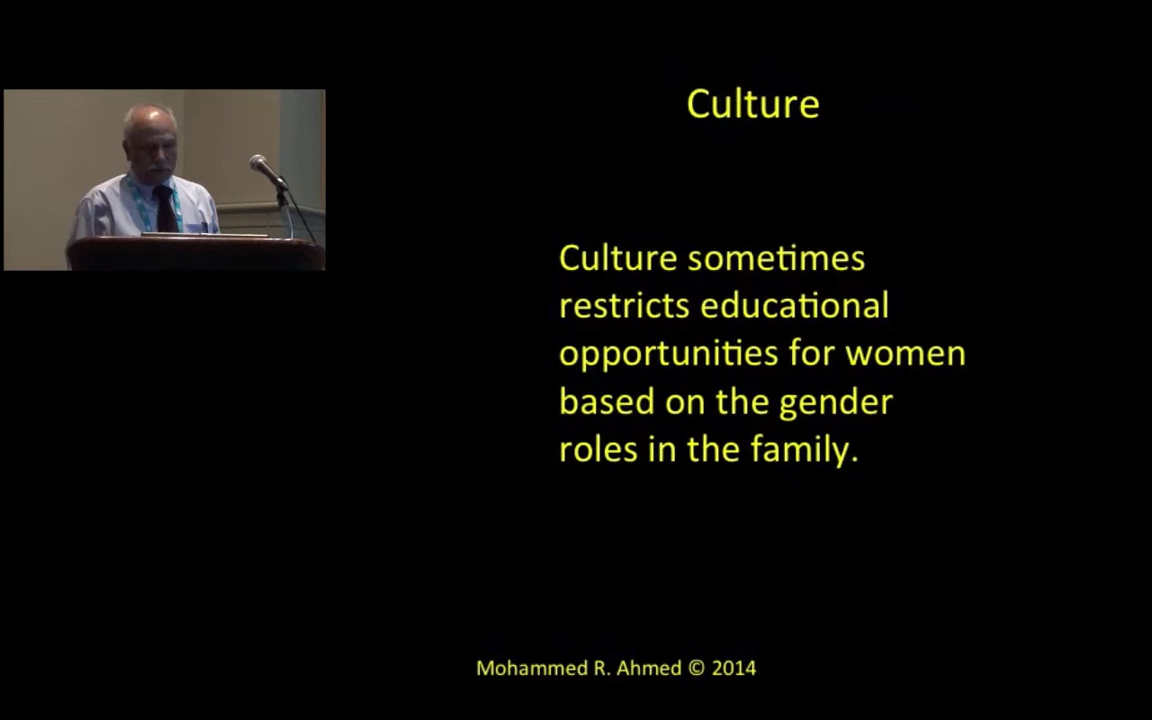 Culture
Culture sometimes
restricts educational
opportunities for women
based on the gender
roles in the family.
Mohammed R. Ahmed © 2014